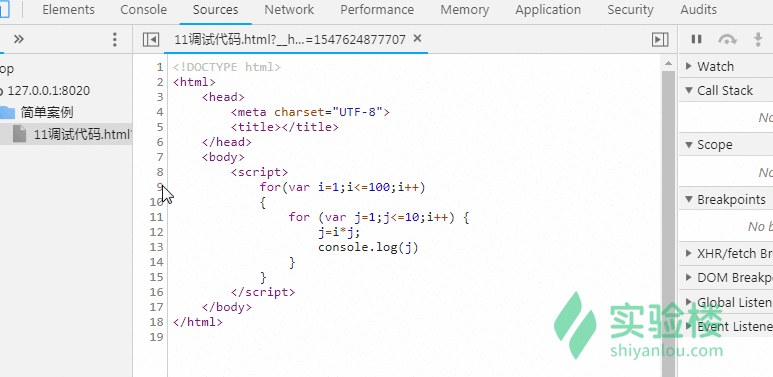 Elements Console Sources Network Performance Memory Application Security Audits
» 11调试代码.html?__h...=1547624877707 ×
op
127.0.0.1:8020
简单案例
11调试代码.html?
1 <!DOCTYPE html>
2 <html>
3 <head>
4 <meta charset="UTF-8">
5 <title></title>
6 </head>
7 <body>
8 <script>
9 for(var i=1;i<=100;i++)
10 {
11 for (var j=1;j<=10;i++) {
12 j=i*j;
13 console.log(j)
14 }
15 }
16 </script>
17 </body>
18 </html>
19
Watch
Call Stack
No
Scope
No
Breakpoints
No b
XHR/fetch Br
DOM Breakp
Global Listen
Event Listene
实验楼
shiyanlou.com